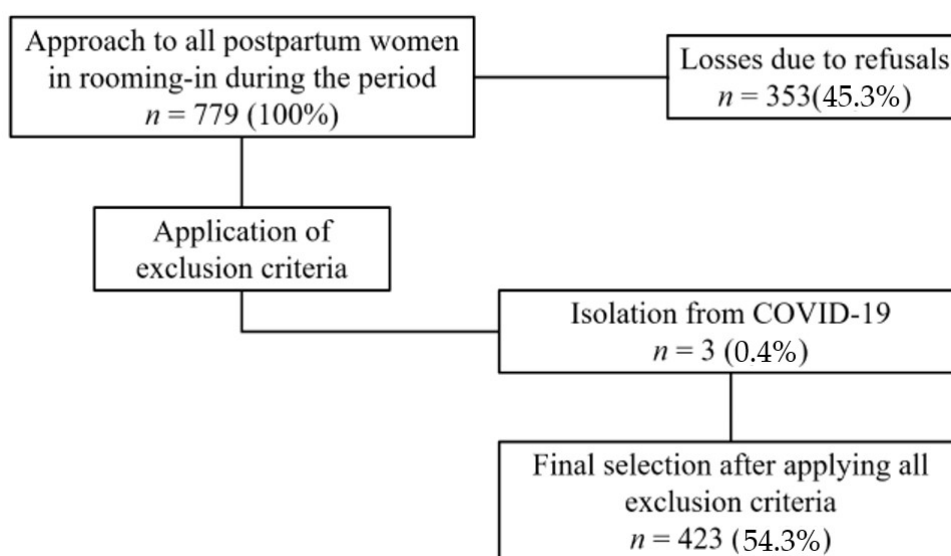 Approach to all postpartum women
in rooming-in during the period
n = 779 (100%)
Losses due to refusals
n = 353(45.3%)
Application of
exclusion criteria
Isolation from COVID-19
n = 3 (0.4%)
Final selection after applying all
exclusion criteria
n = 423 (54.3%)